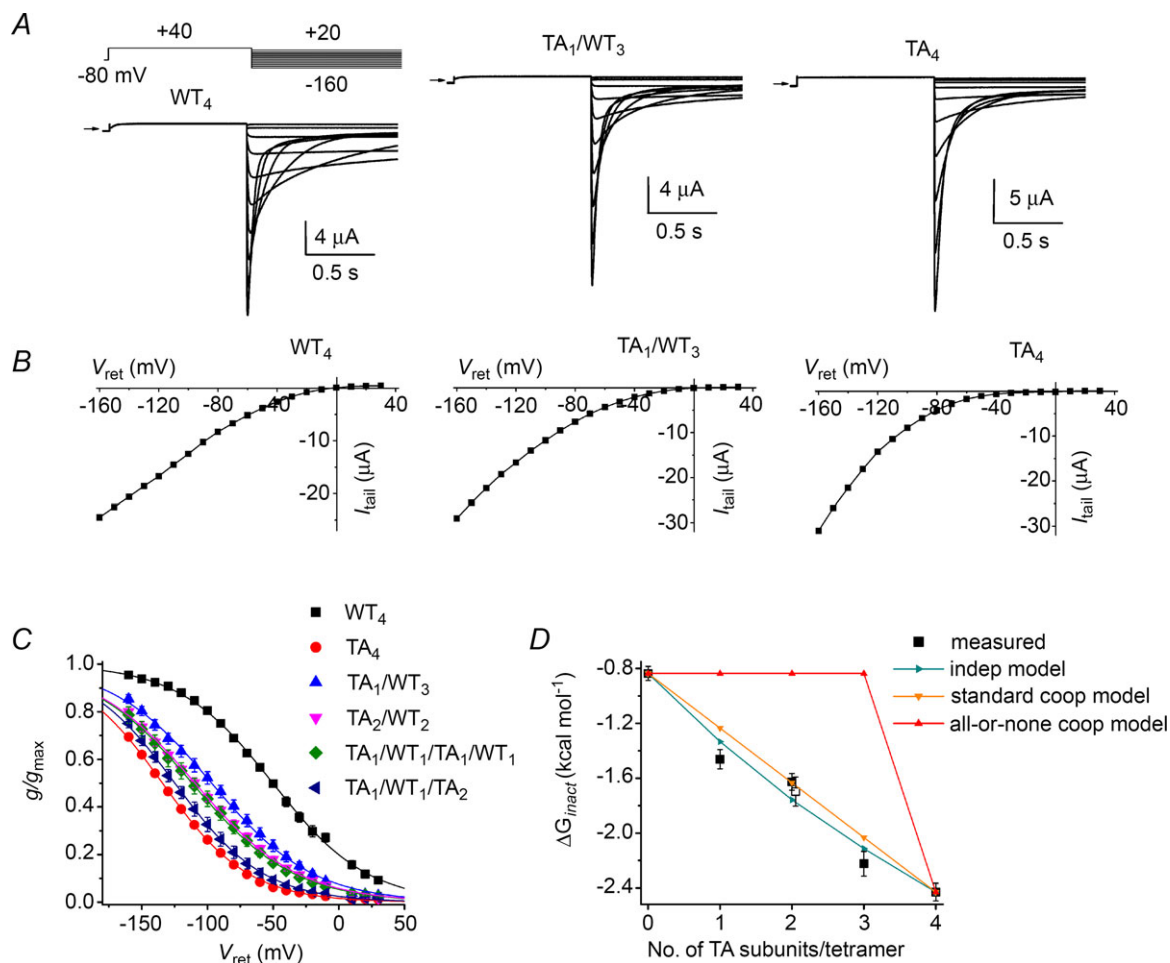 A
+40
+20
-80 mV
-160
WT4
4 µA
0.5 s
TA1/WT3
4 µA
0.5 s
TA4
5 µA
0.5 s
B
Vret (mV)
WT4
-160 -120 -80 -40 0 40
-10
-20
Itail (µA)
Vret (mV)
TA1/WT3
-160 -120 -80 -40 0 40
-10
-20
-30
Itail (µA)
Vret (mV)
TA4
-160 -120 -80 -40 0 40
-10
-20
-30
Itail (µA)
C
WT4
TA4
TA1/WT3
TA2/WT2
TA1/WT1/TA1/WT1
TA1/WT1/TA2
g/gmax
1.0
0.8
0.6
0.4
0.2
0.0
-150 -100 -50 0 50
Vret (mV)
D
measured
indep model
standard coop model
all-or-none coop model
ΔGinact (kcal mol-1)
-0.8
-1.2
-1.6
-2.0
-2.4
0 1 2 3 4
No. of TA subunits/tetramer